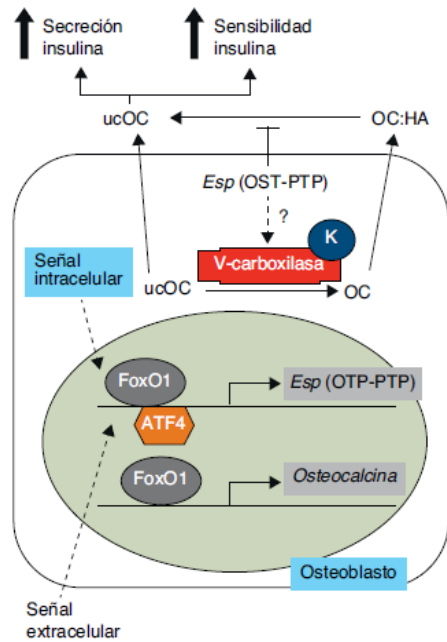 Secreción
insulina
Sensibilidad
insulina
ucOC
OC:HA
Esp (OST-PTP)
?
K
V-carboxilasa
Señal
intracelular
ucOC
OC
FoxO1
Esp (OTP-PTP)
ATF4
FoxO1
Osteocalcina
Osteoblasto
Señal
extracelular